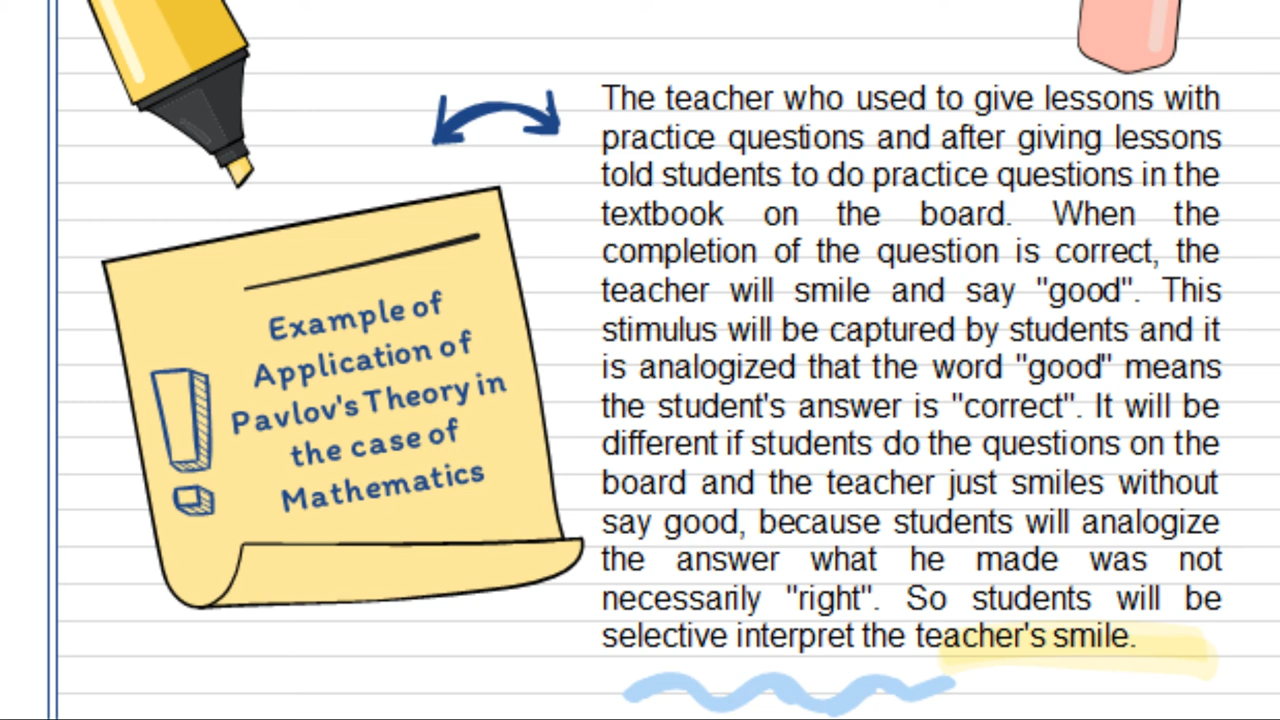 Example of
Application of
Pavlov's Theory in
the case of
Mathematics
The teacher who used to give lessons with
practice questions and after giving lessons
told students to do practice questions in the
textbook on the board. When the
completion of the question is correct, the
teacher will smile and say "good". This
stimulus will be captured by students and it
is analogized that the word "good" means
the student's answer is "correct". It will be
different if students do the questions on the
board and the teacher just smiles without
say good, because students will analogize
the answer what he made was not
necessarily "right". So students will be
selective interpret the teacher's smile.